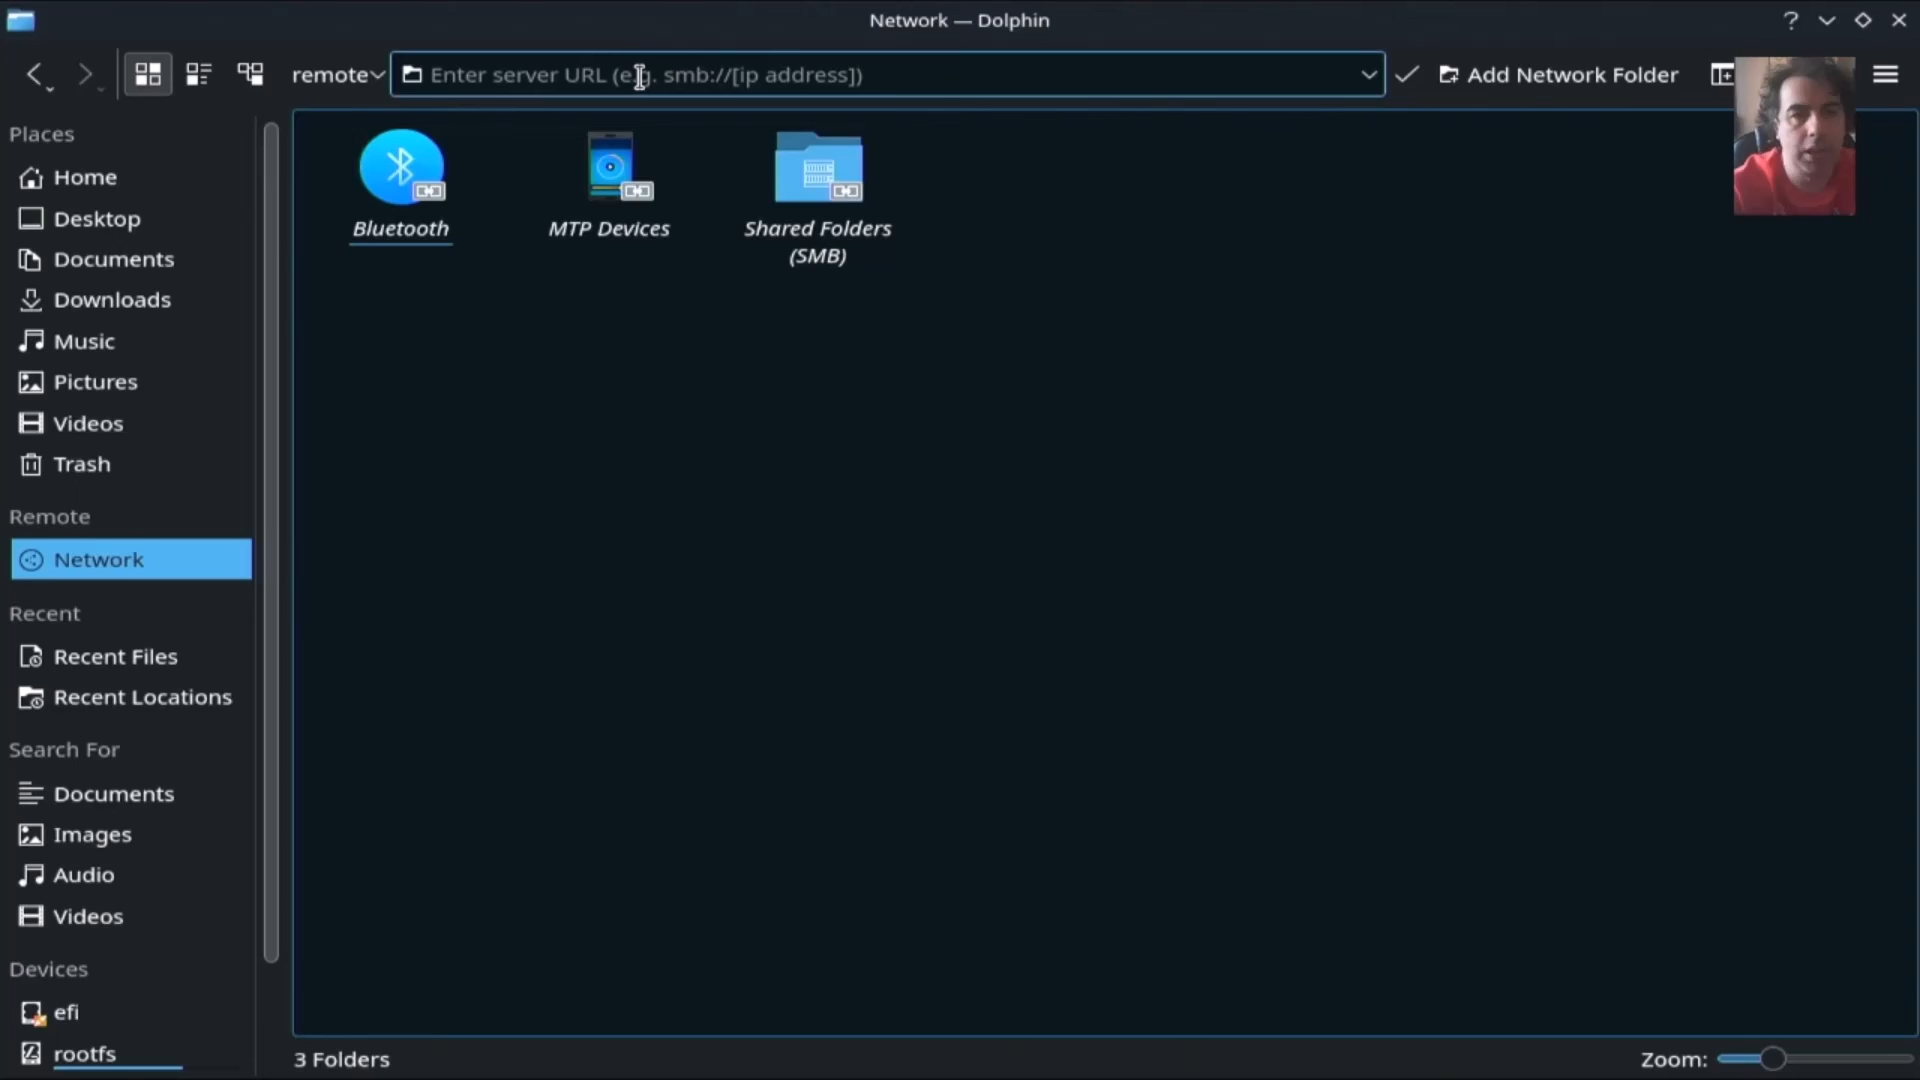 Network — Dolphin
remote
Enter server URL (e.g. smb://[ip address])
Add Network Folder
Places
Home
Desktop
Documents
Downloads
Music
Pictures
Videos
Trash
Remote
Network
Recent
Recent Files
Recent Locations
Search For
Documents
Images
Audio
Videos
Devices
efi
rootfs
Bluetooth
MTP Devices
Shared Folders
(SMB)
3 Folders
Zoom: